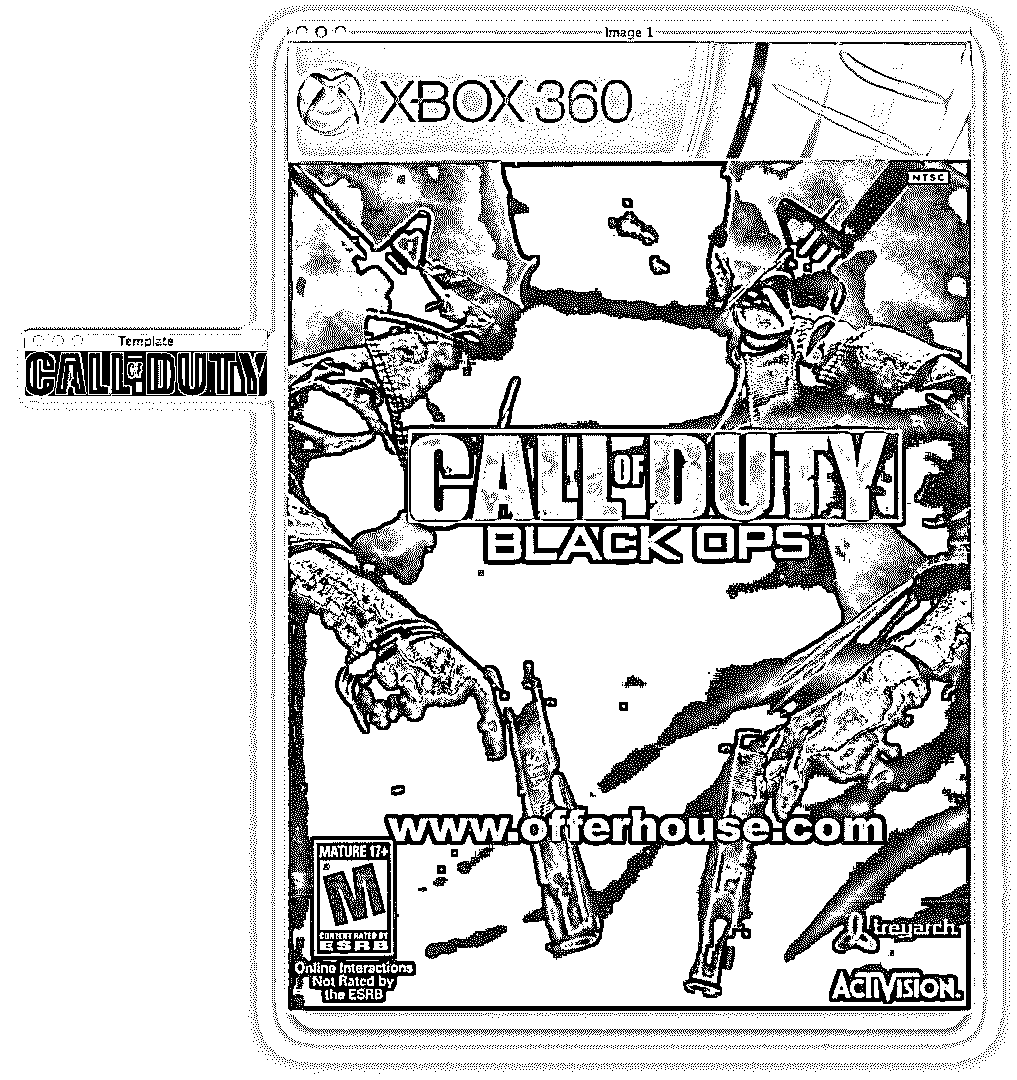 Image 1
XBOX 360
NTSC
Template
CALL OF DUTY
CALL OF DUTY
BLACK OPS
www.offerhouse.com
MATURE 17+
M
CONTENT RATED BY
ESRB
Online Interactions
Not Rated by
the ESRB
treyarch
ACTIVISION.